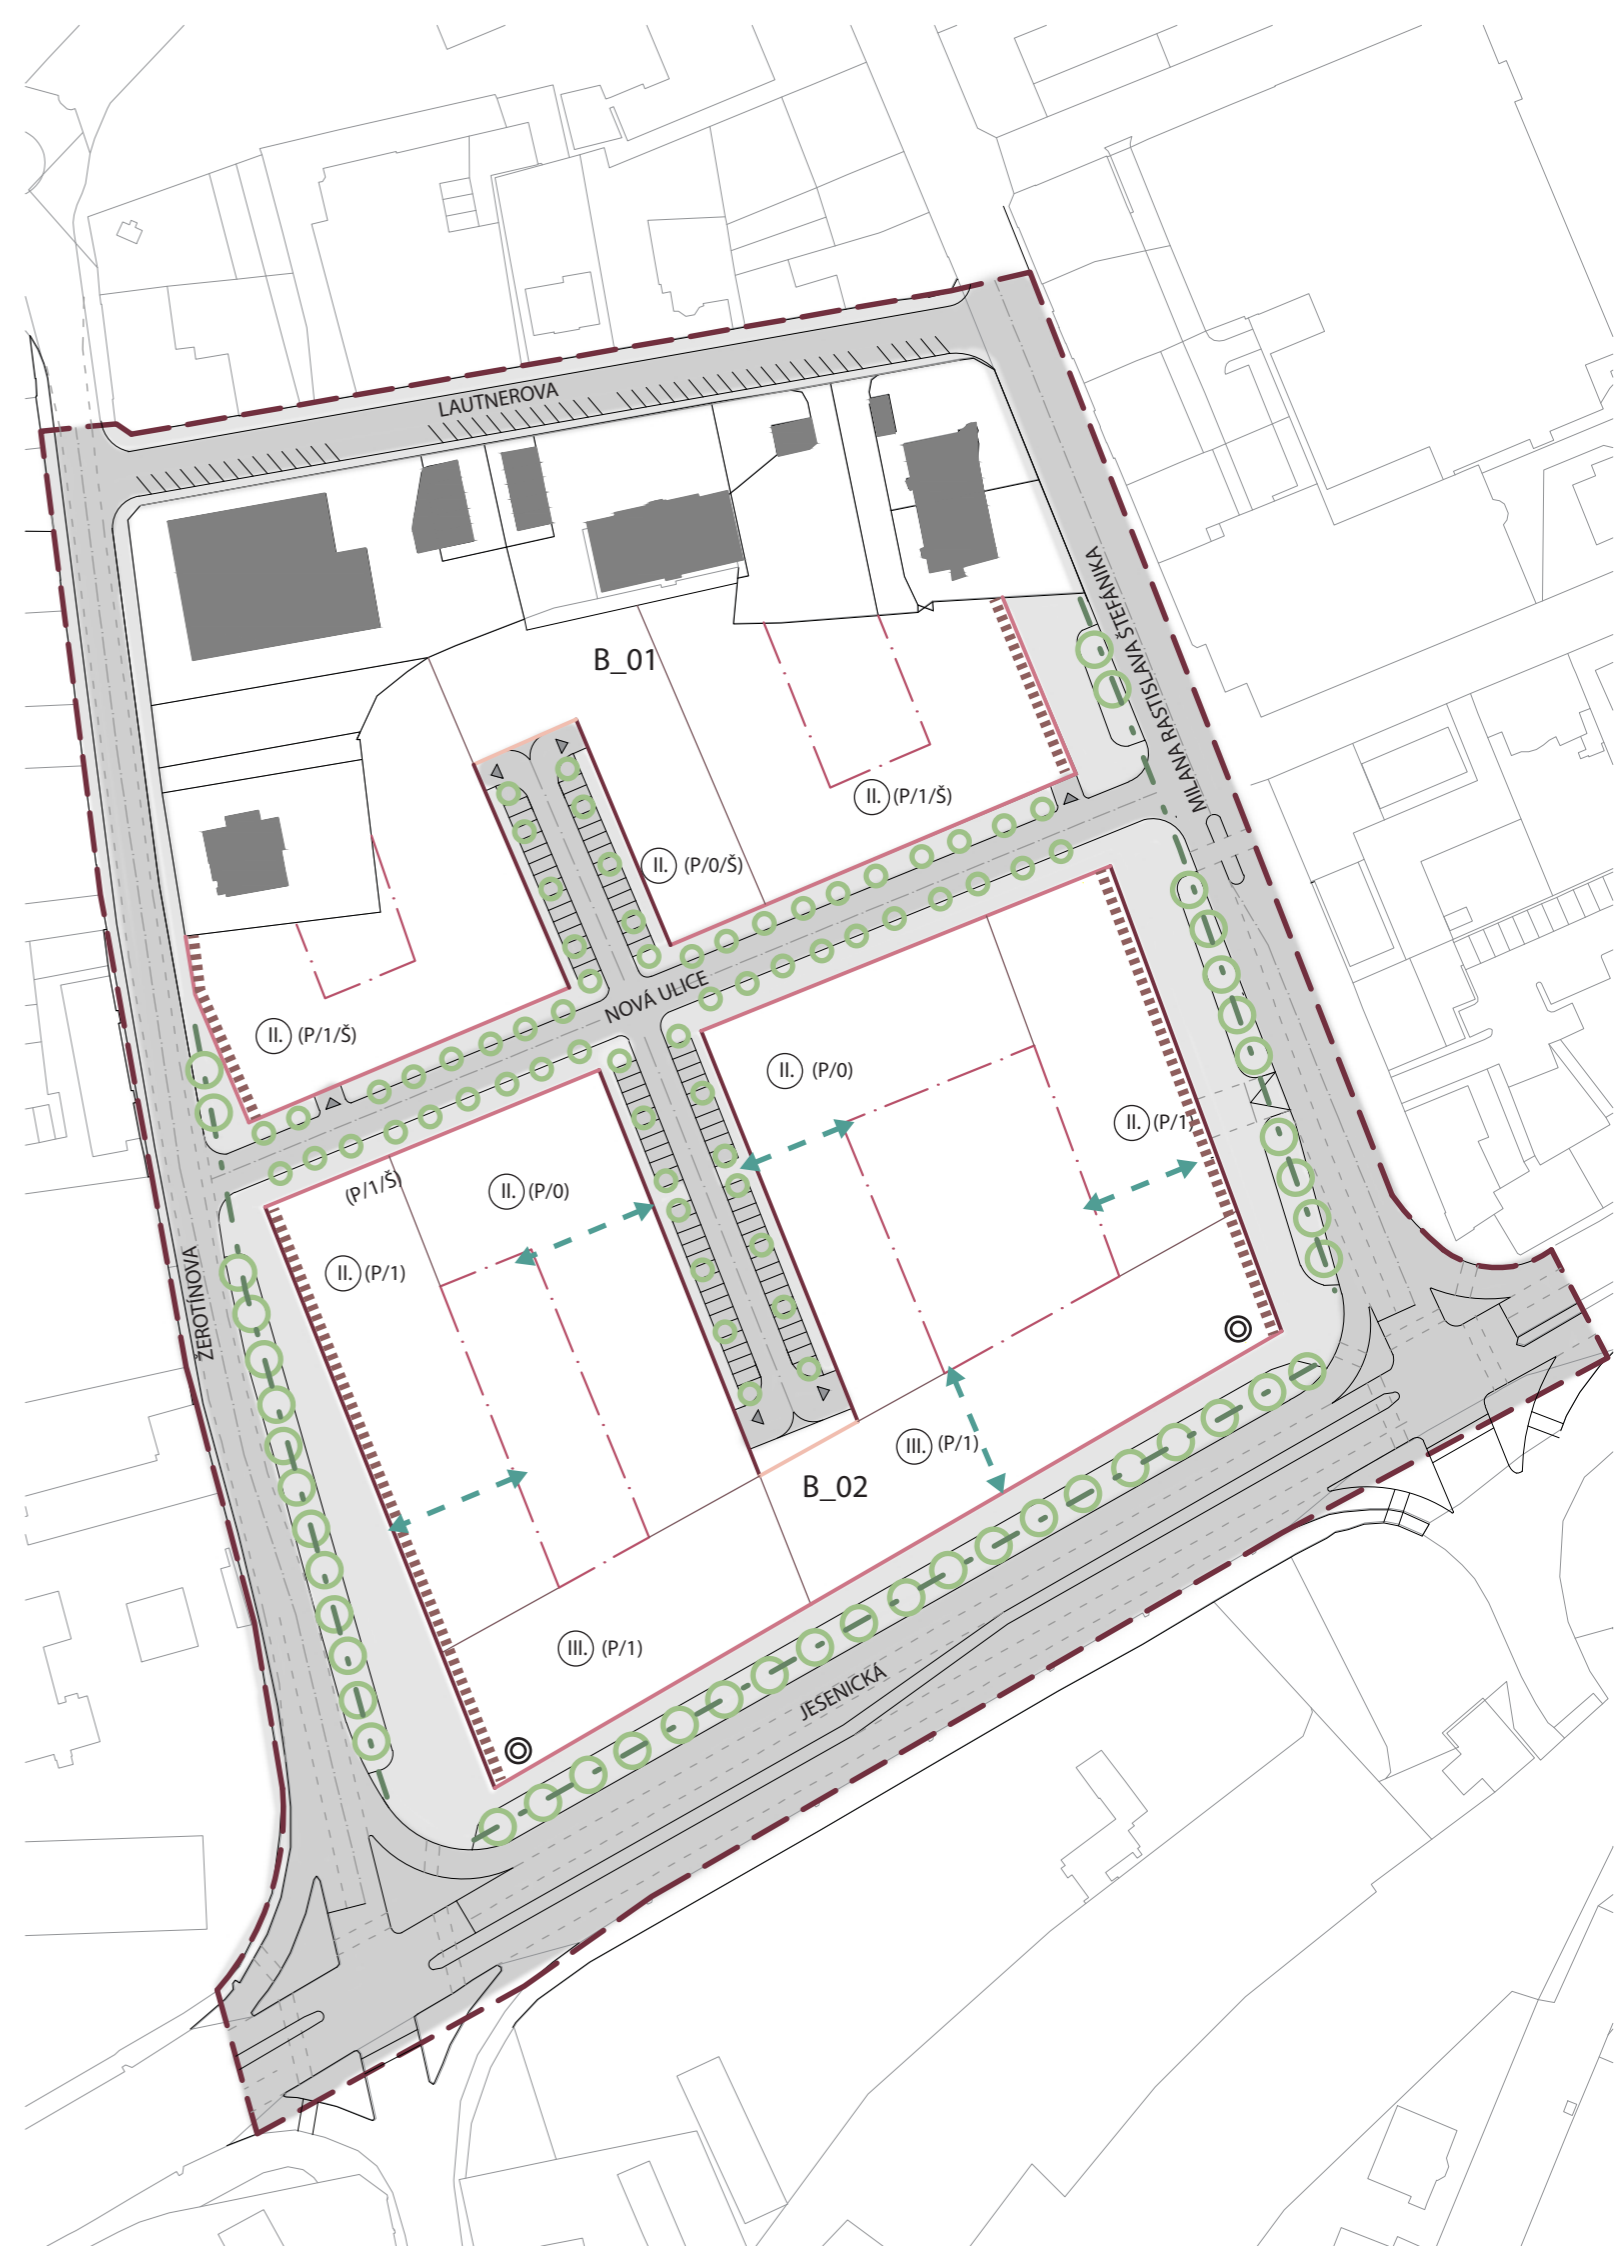 LAUTNEROVA
MILANA RASTISLAVA ŠTEFÁNIKA
B_01
II. (P/1/Š)
II. (P/0/Š)
NOVÁ ULICE
II. (P/1/Š)
II. (P/0)
II. (P/1)
(P/1/Š)
II. (P/0)
II. (P/1)
ŽEROTÍNOVA
III. (P/1)
B_02
III. (P/1)
JESENICKÁ